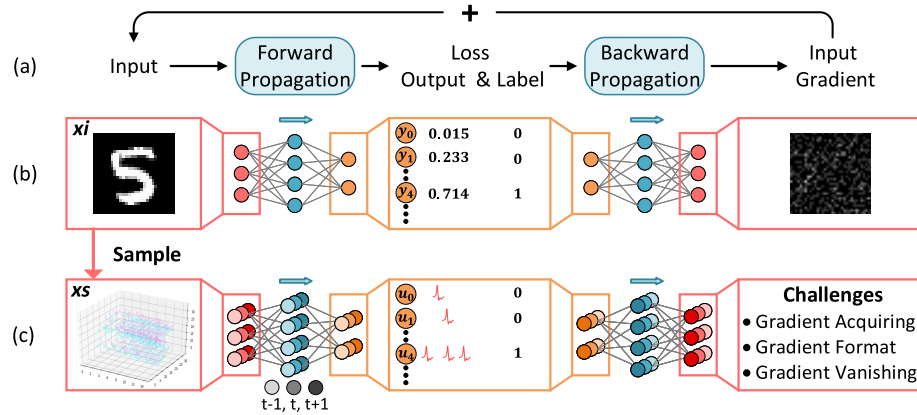 +
(a)
Input
Forward
Propagation
Loss
Output & Label
Backward
Propagation
Input
Gradient
(b)
xi
y0 0.015 0
y1 0.233 0
y4 0.714 1
Sample
(c)
xs
u0 0
u1 0
u4 1
t-1, t, t+1
Challenges
• Gradient Acquiring
• Gradient Format
• Gradient Vanishing